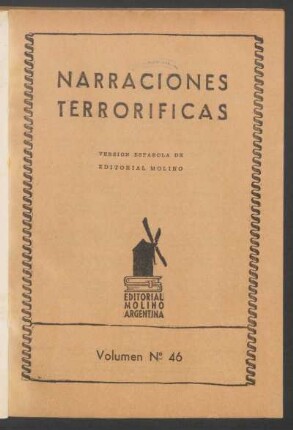 NARRACIONES
TERRORIFICAS
VERSION ESPAÑOLA DE
EDITORIAL MOLINO
EDITORIAL
MOLINO
ARGENTINA
Volumen Nº 46